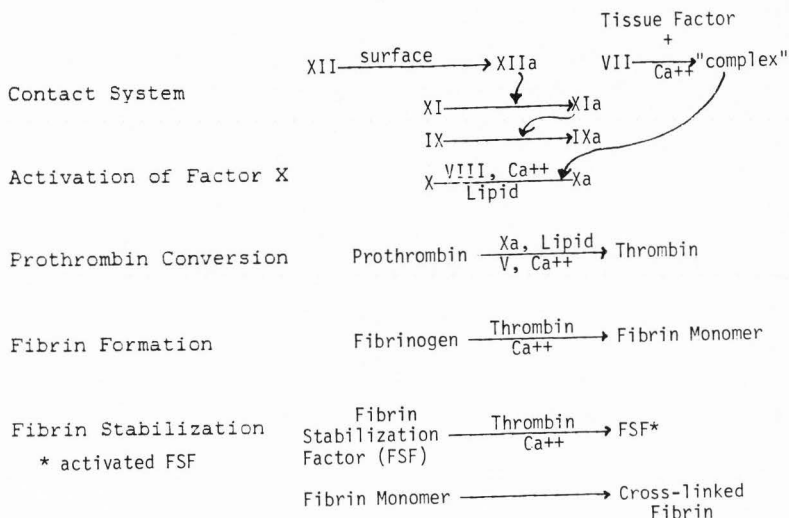 Tissue Factor
+
XII surface XIIa VII Ca++ "complex"
Contact System
XI XIa
IX IXa
Activation of Factor X
X VIII, Ca++ Xa
Lipid
Prothrombin Conversion Prothrombin Xa, Lipid Thrombin
V, Ca++
Fibrin Formation Fibrinogen Thrombin Fibrin Monomer
Ca++
Fibrin Stabilization Fibrin Stabilization Factor (FSF) Thrombin FSF*
Ca++
* activated FSF
Fibrin Monomer Cross-linked
Fibrin